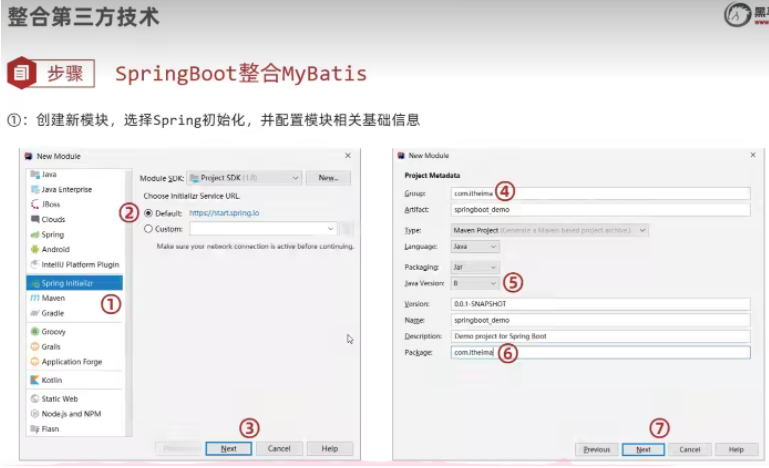 整合第三方技术
步骤
SpringBoot整合MyBatis
①：创建新模块，选择Spring初始化，并配置模块相关基础信息
New Module
Java
Java Enterprise
JBoss
Clouds
Spring
Android
IntelliJ Platform Plugin
Spring Initializr
Maven
Gradle
Groovy
Grails
Application Forge
Kotlin
Static Web
Node.js and NPM
Flash
①
Module SDK: Project SDK (1.8) New...
Choose Initializr Service URL.
② Default: https://start.spring.io
Custom:
Make sure your network connection is active before continuing.
③
Previous Next Cancel Help
New Module
Project Metadata
Group: com.itheima ④
Artifact: springboot_demo
Type: Maven Project (Generate a Maven based project archive.)
Language: Java
Packaging: Jar
Java Version: 8 ⑤
Version: 0.0.1-SNAPSHOT
Name: springboot_demo
Description: Demo project for Spring Boot
Package: com.itheima ⑥
⑦
Previous Next Cancel Help